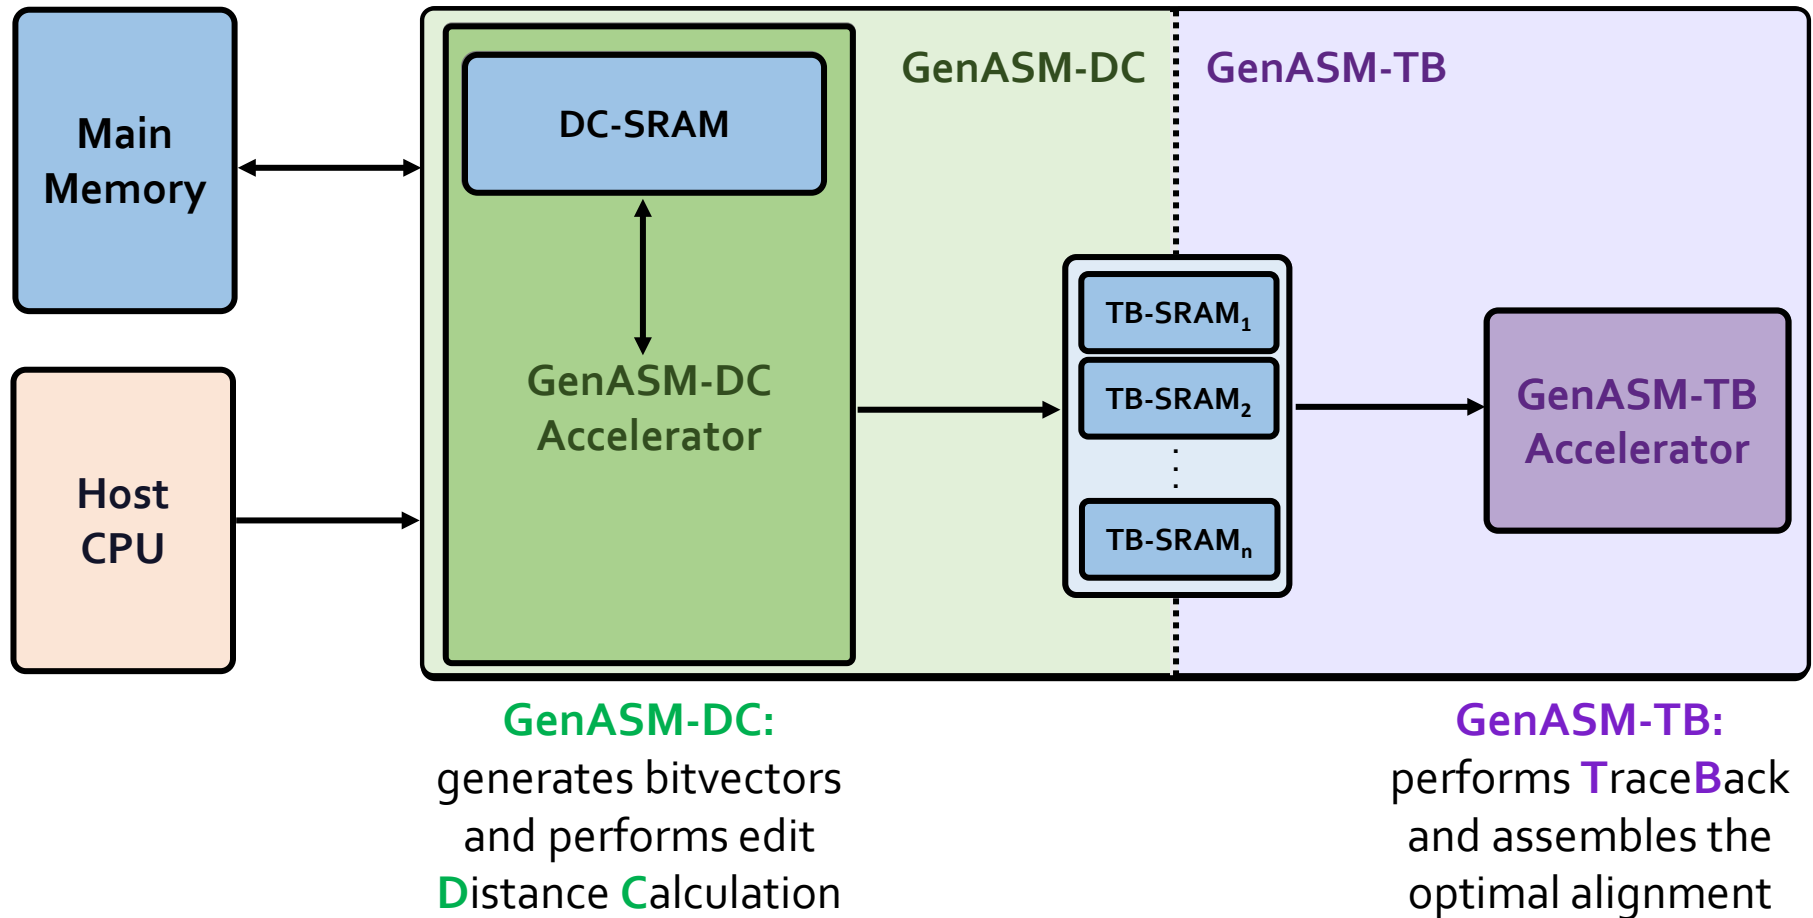 Main
Memory
Host
CPU
DC-SRAM
GenASM-DC
Accelerator
GenASM-DC
GenASM-TB
TB-SRAM1
TB-SRAM2
⋮
TB-SRAMn
GenASM-TB
Accelerator
GenASM-DC:
generates bitvectors
and performs edit
Distance Calculation
GenASM-TB:
performs TraceBack
and assembles the
optimal alignment